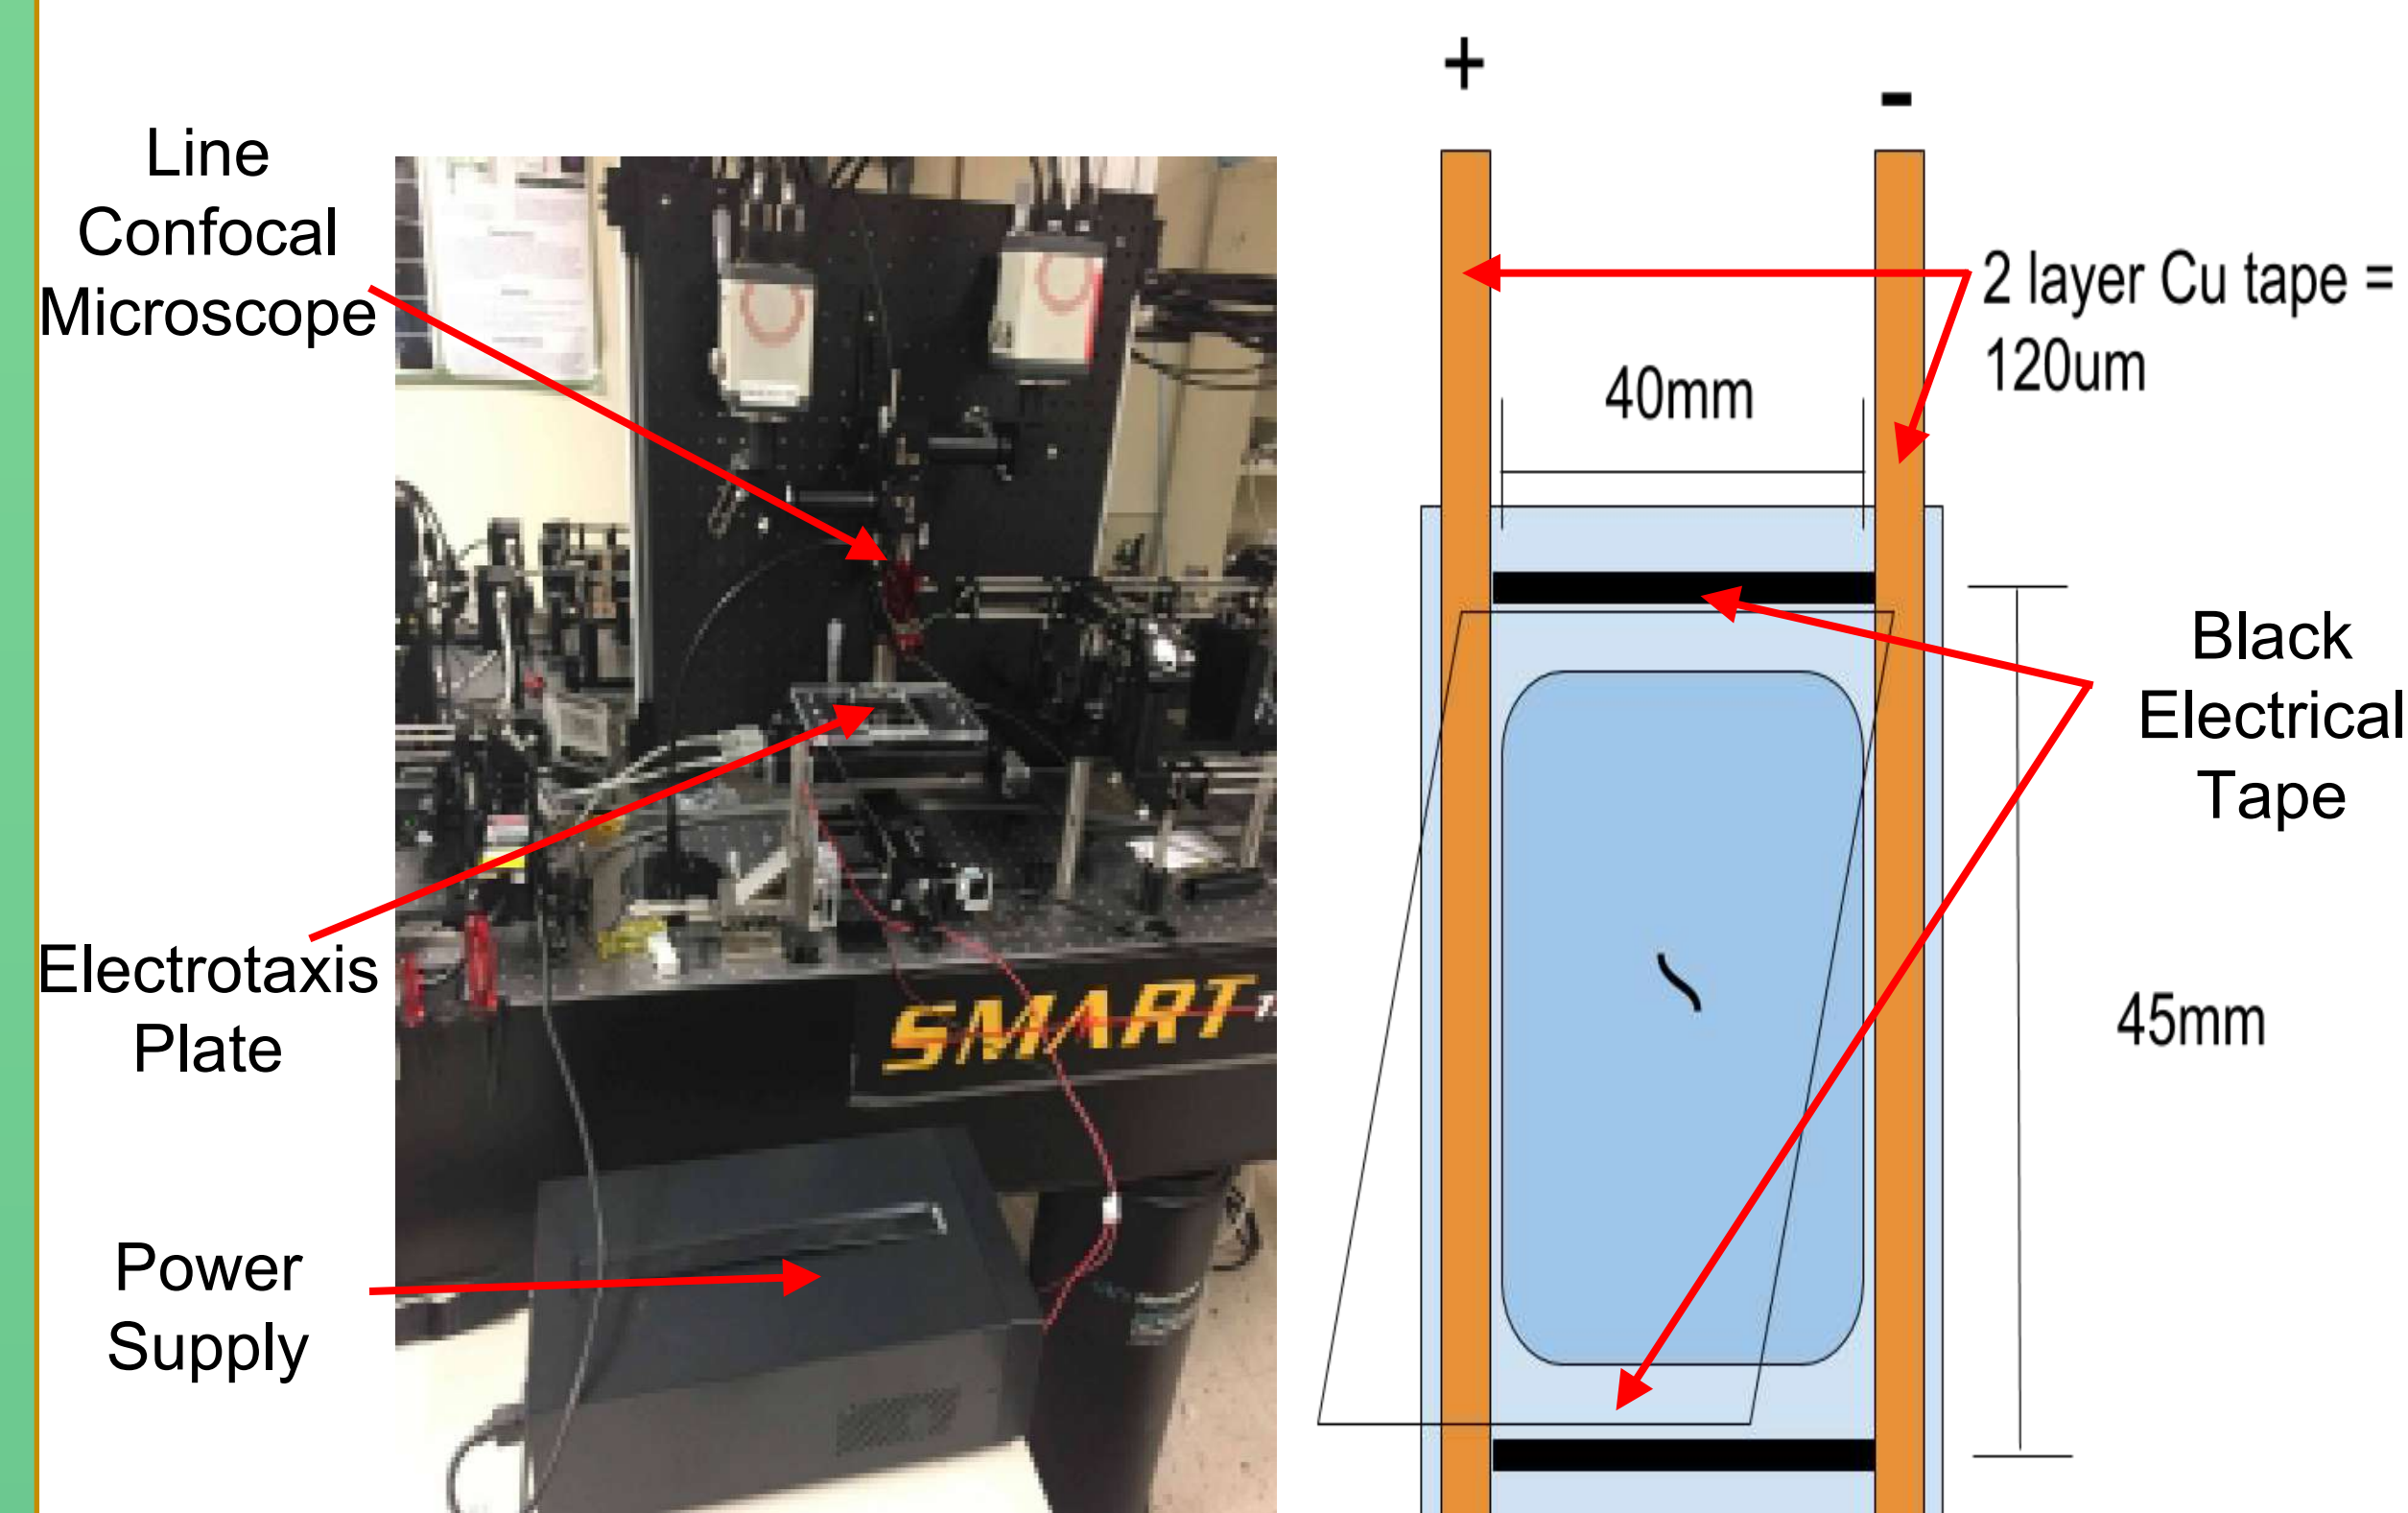 Line
Confocal
Microscope
Electrotaxis
Plate
Power
Supply
SMART
+
-
2 layer Cu tape =
120um
40mm
Black
Electrical
Tape
45mm